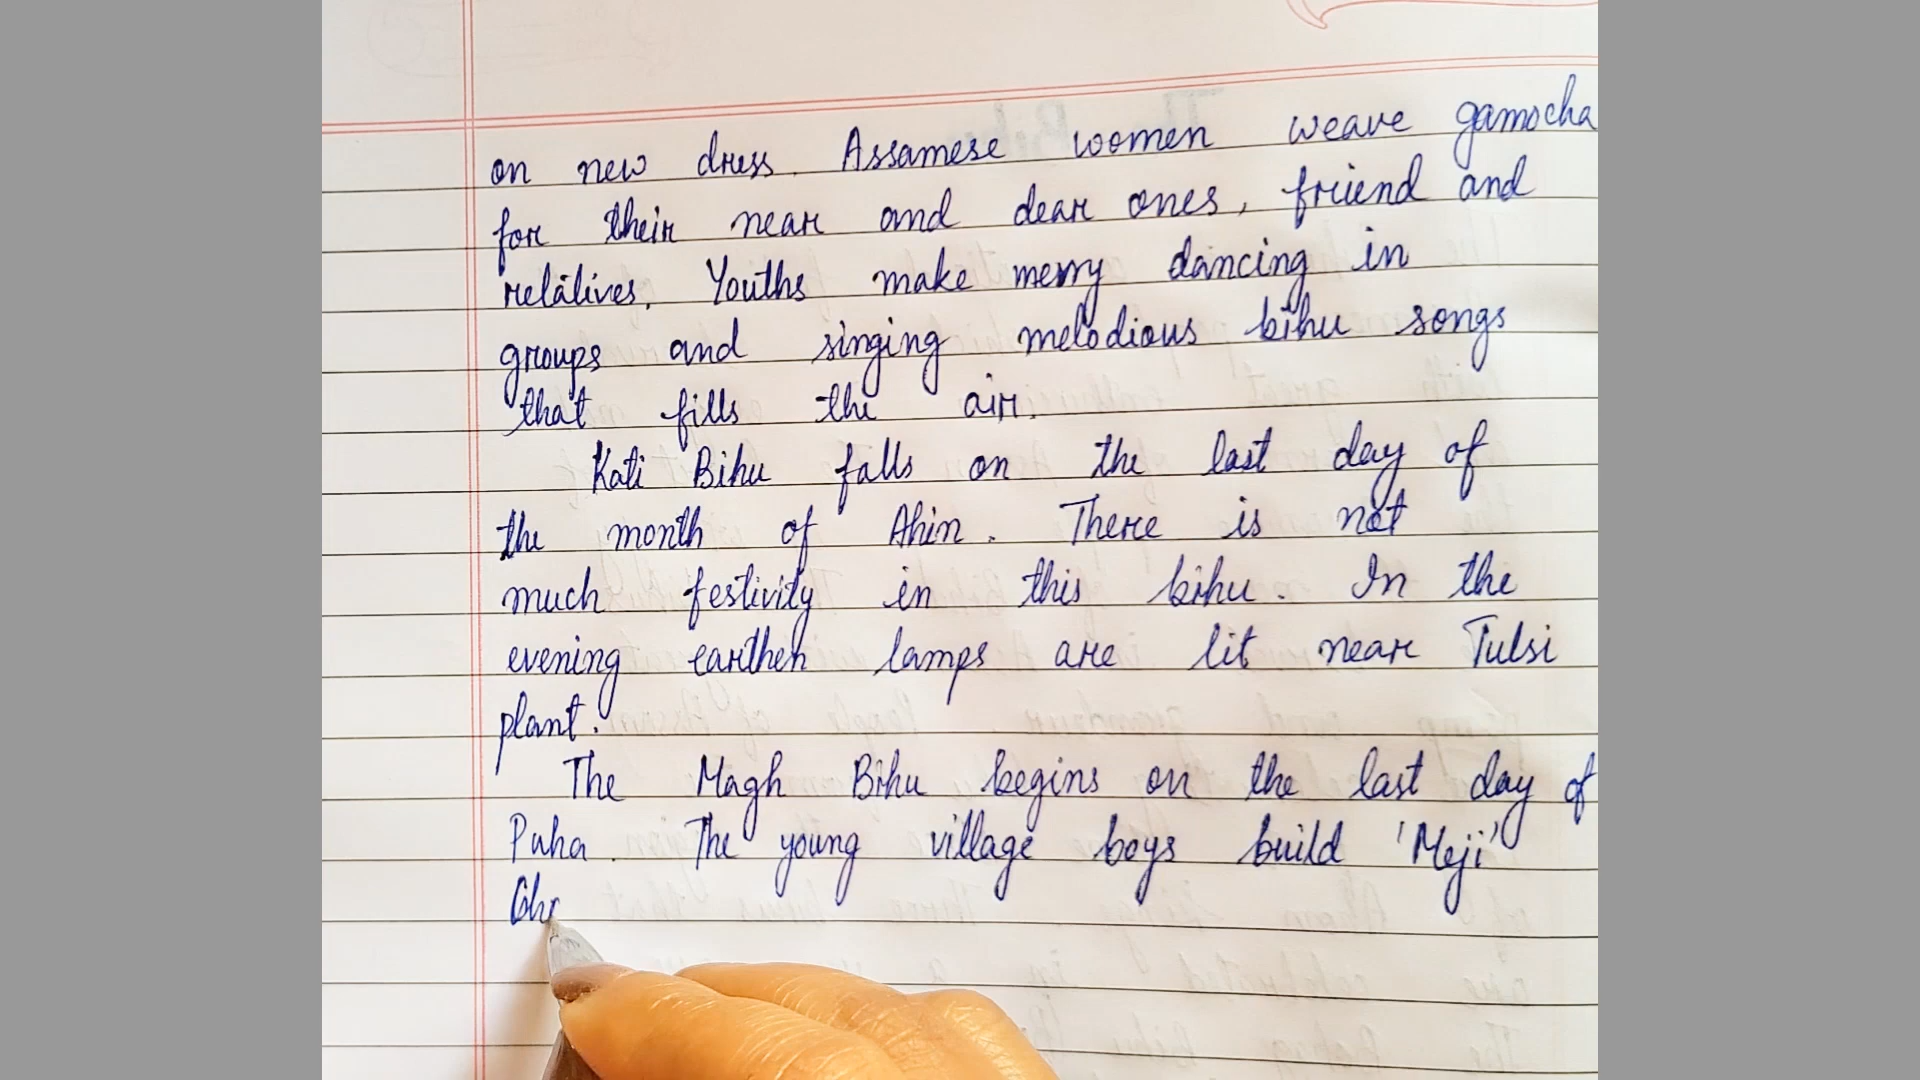 on new dress. Assamese women weave gamocha
for their near and dear ones, friend and
relatives. Youths make merry dancing in
groups and singing melodious bihu songs
that fills the air.
Kati Bihu falls on the last day of
the month of Ahin. There is not
much festivity in this bihu. In the
evening earthen lamps are lit near Tulsi
plant.
The Magh Bihu begins on the last day of
Puha. The young village boys build 'Meji'